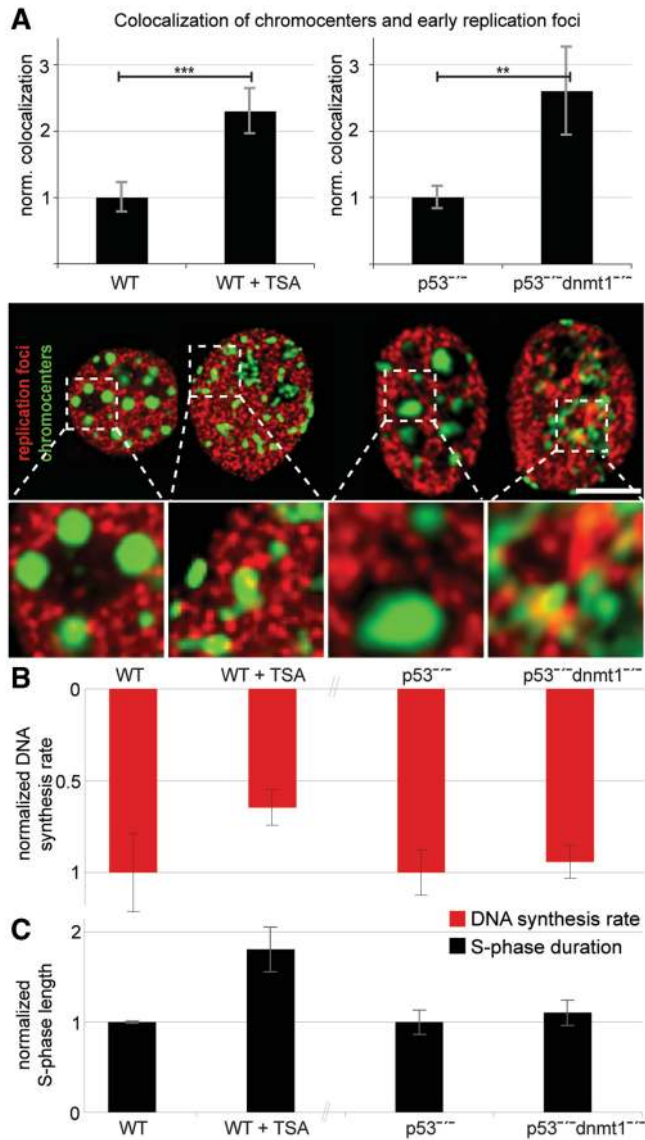 A
Colocalization of chromocenters and early replication foci
norm. colocalization
3
2
1
***
WT
WT + TSA
norm. colocalization
3
2
1
**
p53⁻/⁻
p53⁻/⁻dnmt1⁻/⁻
replication foci
chromocenters
B
WT
WT + TSA
//
p53⁻/⁻
p53⁻/⁻dnmt1⁻/⁻
normalized DNA
synthesis rate
0
0.5
1
DNA synthesis rate
S-phase duration
C
normalized
S-phase length
2
1
0
WT
WT + TSA
//
p53⁻/⁻
p53⁻/⁻dnmt1⁻/⁻